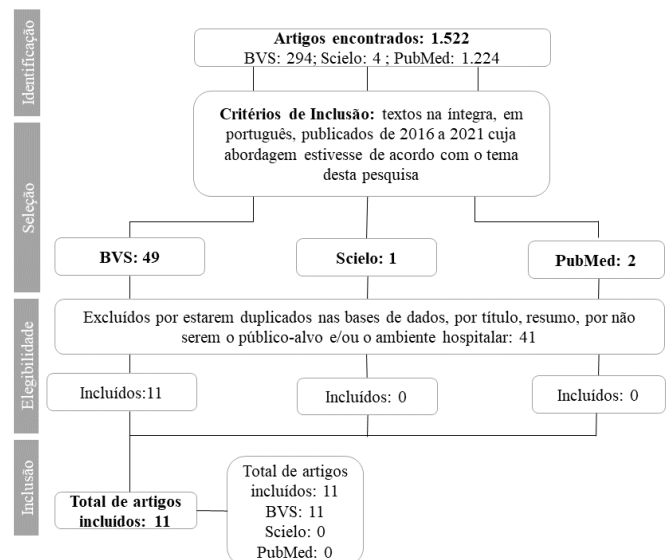 Identificação
Artigos encontrados: 1.522
BVS: 294; Scielo: 4 ; PubMed: 1.224
Seleção
Critérios de Inclusão: textos na íntegra, em
português, publicados de 2016 a 2021 cuja
abordagem estivesse de acordo com o tema
desta pesquisa
BVS: 49
Scielo: 1
PubMed: 2
Elegibilidade
Excluídos por estarem duplicados nas bases de dados, por título, resumo, por não
serem o público-alvo e/ou o ambiente hospitalar: 41
Incluídos:11
Incluídos: 0
Incluídos: 0
Inclusão
Total de artigos
incluídos: 11
Total de artigos
incluídos: 11
BVS: 11
Scielo: 0
PubMed: 0